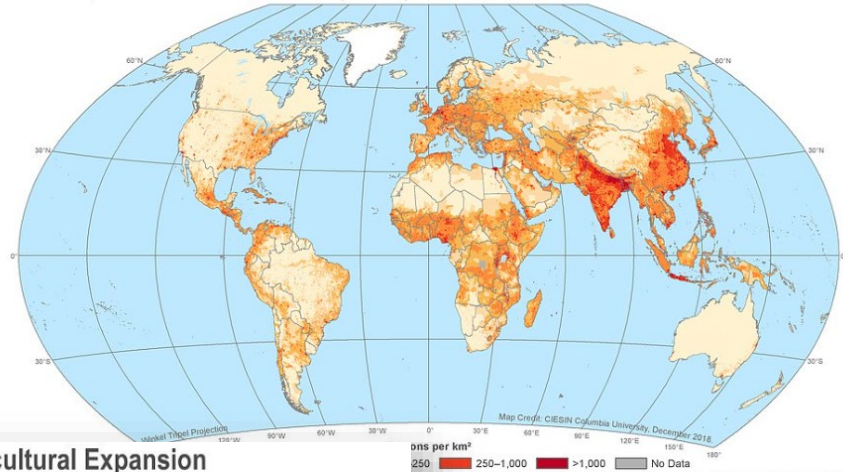 60°N
60°N
30°N
30°N
0°
30°S
30°S
Winkel Tripel Projection
Map Credit: CIESIN Columbia University, December 2018
120°W
90°W
60°W
30°W
0°
30°E
60°E
90°E
120°E
150°E
180°
cultural Expansion
ons per km²
-250
250–1,000
>1,000
No Data